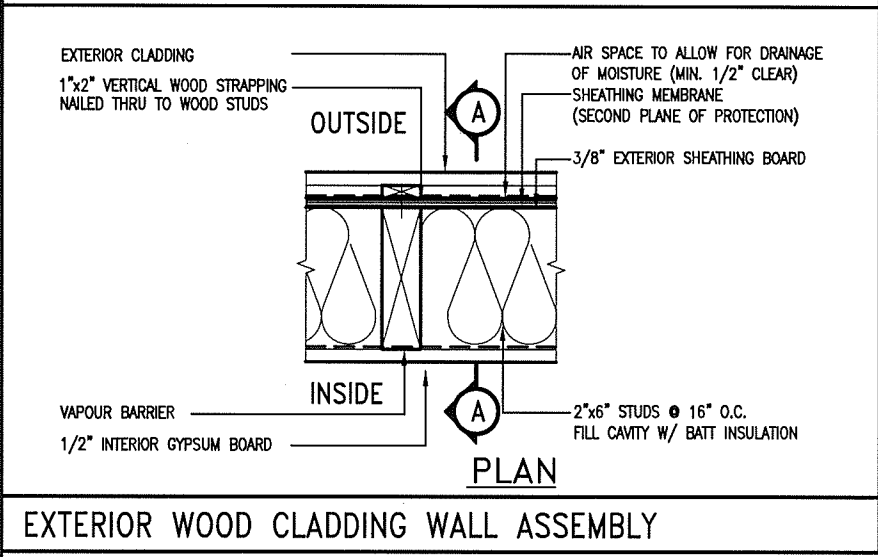 EXTERIOR CLADDING
1"x2" VERTICAL WOOD STRAPPING
NAILED THRU TO WOOD STUDS
OUTSIDE
A
AIR SPACE TO ALLOW FOR DRAINAGE
OF MOISTURE (MIN. 1/2" CLEAR)
SHEATHING MEMBRANE
(SECOND PLANE OF PROTECTION)
3/8" EXTERIOR SHEATHING BOARD
INSIDE
A
VAPOUR BARRIER
1/2" INTERIOR GYPSUM BOARD
2"x6" STUDS @ 16" O.C.
FILL CAVITY W/ BATT INSULATION
PLAN
EXTERIOR WOOD CLADDING WALL ASSEMBLY